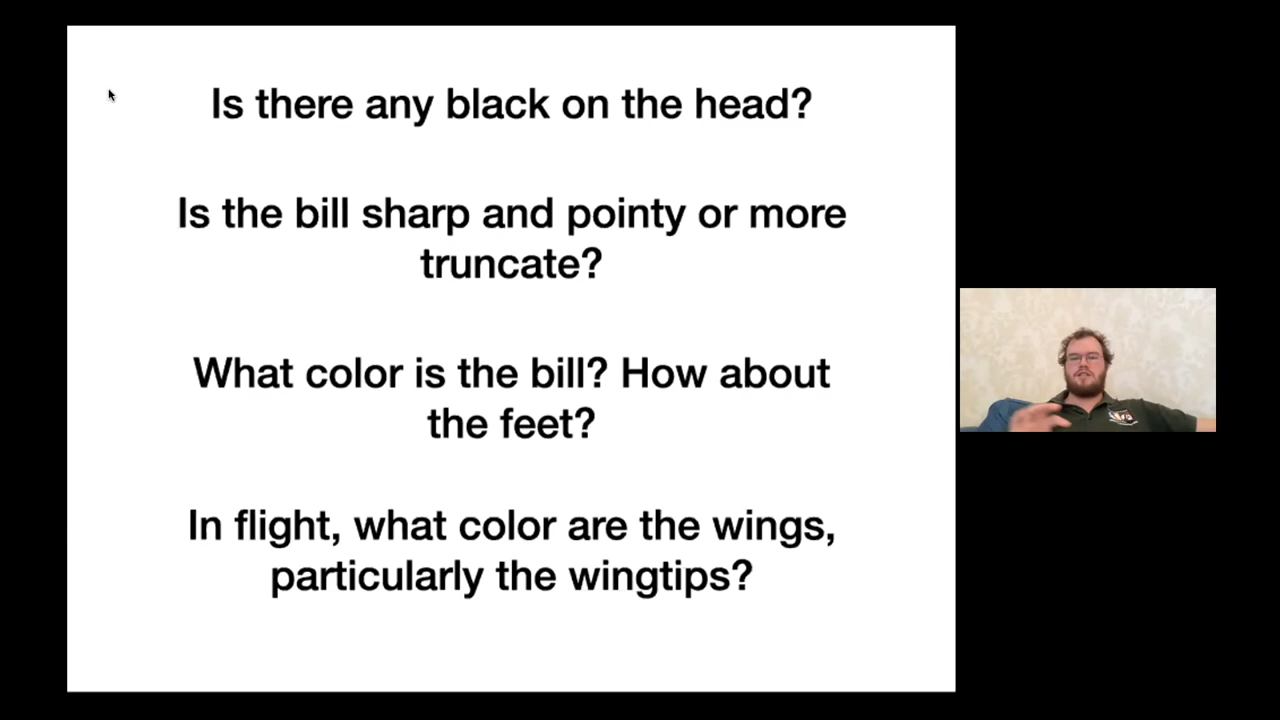 Is there any black on the head?
Is the bill sharp and pointy or more
truncate?
What color is the bill? How about
the feet?
In flight, what color are the wings,
particularly the wingtips?